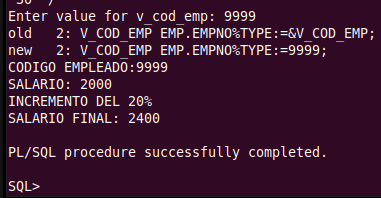 Enter value for v_cod_emp: 9999
old   2: V_COD_EMP EMP.EMPNO%TYPE:=&V_COD_EMP;
new   2: V_COD_EMP EMP.EMPNO%TYPE:=9999;
CODIGO EMPLEADO:9999
SALARIO: 2000
INCREMENTO DEL 20%
SALARIO FINAL: 2400
PL/SQL procedure successfully completed.
SQL>